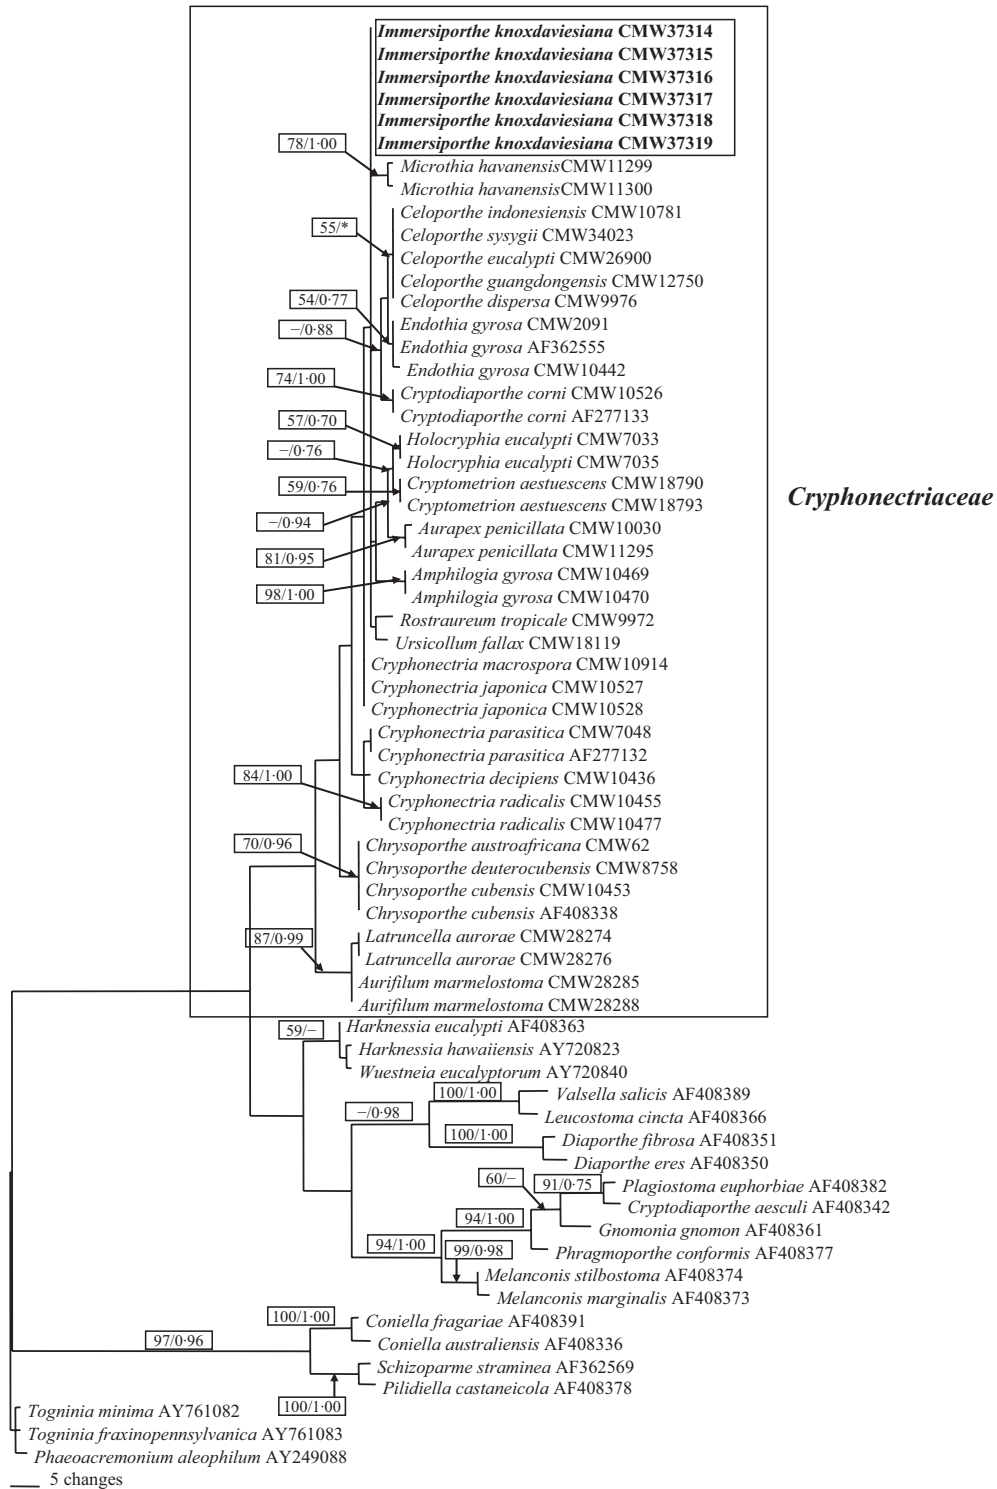 Immersiporthe knoxdaviesiana CMW37314
Immersiporthe knoxdaviesiana CMW37315
Immersiporthe knoxdaviesiana CMW37316
Immersiporthe knoxdaviesiana CMW37317
Immersiporthe knoxdaviesiana CMW37318
Immersiporthe knoxdaviesiana CMW37319
78/1·00
Microthia havanensisCMW11299
Microthia havanensisCMW11300
Celoporthe indonesiensis CMW10781
55/*
Celoporthe sysygii CMW34023
Celoporthe eucalypti CMW26900
Celoporthe guangdongensis CMW12750
54/0·77
Celoporthe dispersa CMW9976
−/0·88
Endothia gyrosa CMW2091
Endothia gyrosa AF362555
Endothia gyrosa CMW10442
74/1·00
Cryptodiaporthe corni CMW10526
Cryptodiaporthe corni AF277133
57/0·70
Holocryphia eucalypti CMW7033
−/0·76
Holocryphia eucalypti CMW7035
59/0·76
Cryptometrion aestuescens CMW18790
Cryptometrion aestuescens CMW18793
Cryphonectriaceae
−/0·94
Aurapex penicillata CMW10030
81/0·95
Aurapex penicillata CMW11295
Amphilogia gyrosa CMW10469
98/1·00
Amphilogia gyrosa CMW10470
Rostraureum tropicale CMW9972
Ursicollum fallax CMW18119
Cryphonectria macrospora CMW10914
Cryphonectria japonica CMW10527
Cryphonectria japonica CMW10528
Cryphonectria parasitica CMW7048
Cryphonectria parasitica AF277132
84/1·00
Cryphonectria decipiens CMW10436
Cryphonectria radicalis CMW10455
Cryphonectria radicalis CMW10477
70/0·96
Chrysoporthe austroafricana CMW62
Chrysoporthe deuterocubensis CMW8758
Chrysoporthe cubensis CMW10453
Chrysoporthe cubensis AF408338
87/0·99
Latruncella aurorae CMW28274
Latruncella aurorae CMW28276
Aurifilum marmelostoma CMW28285
Aurifilum marmelostoma CMW28288
59/−
Harknessia eucalypti AF408363
Harknessia hawaiiensis AY720823
Wuestneia eucalyptorum AY720840
100/1·00
Valsella salicis AF408389
−/0·98
Leucostoma cincta AF408366
100/1·00
Diaporthe fibrosa AF408351
Diaporthe eres AF408350
60/−
91/0·75
Plagiostoma euphorbiae AF408382
Cryptodiaporthe aesculi AF408342
94/1·00
Gnomonia gnomon AF408361
94/1·00
99/0·98
Phragmoporthe conformis AF408377
Melanconis stilbostoma AF408374
Melanconis marginalis AF408373
100/1·00
Coniella fragariae AF408391
97/0·96
Coniella australiensis AF408336
Schizoparme straminea AF362569
Pilidiella castaneicola AF408378
100/1·00
Togninia minima AY761082
Togninia fraxinopennsylvanica AY761083
Phaeoacremonium aleophilum AY249088
5 changes